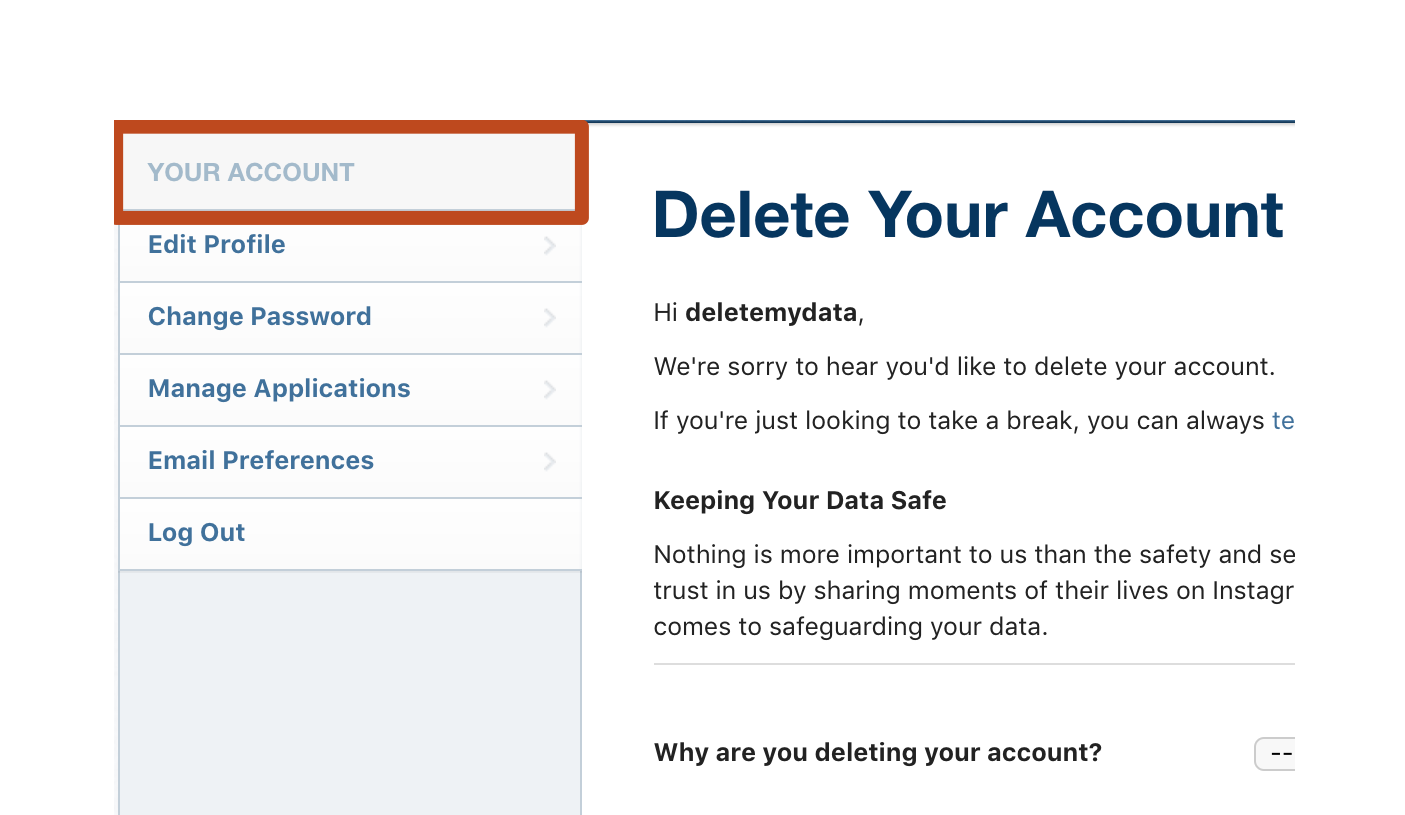 YOUR ACCOUNT
Edit Profile
Change Password
Manage Applications
Email Preferences
Log Out
Delete Your Account
Hi deletemydata,
We're sorry to hear you'd like to delete your account.
If you're just looking to take a break, you can always te
Keeping Your Data Safe
Nothing is more important to us than the safety and se
trust in us by sharing moments of their lives on Instagr
comes to safeguarding your data.
Why are you deleting your account?
--